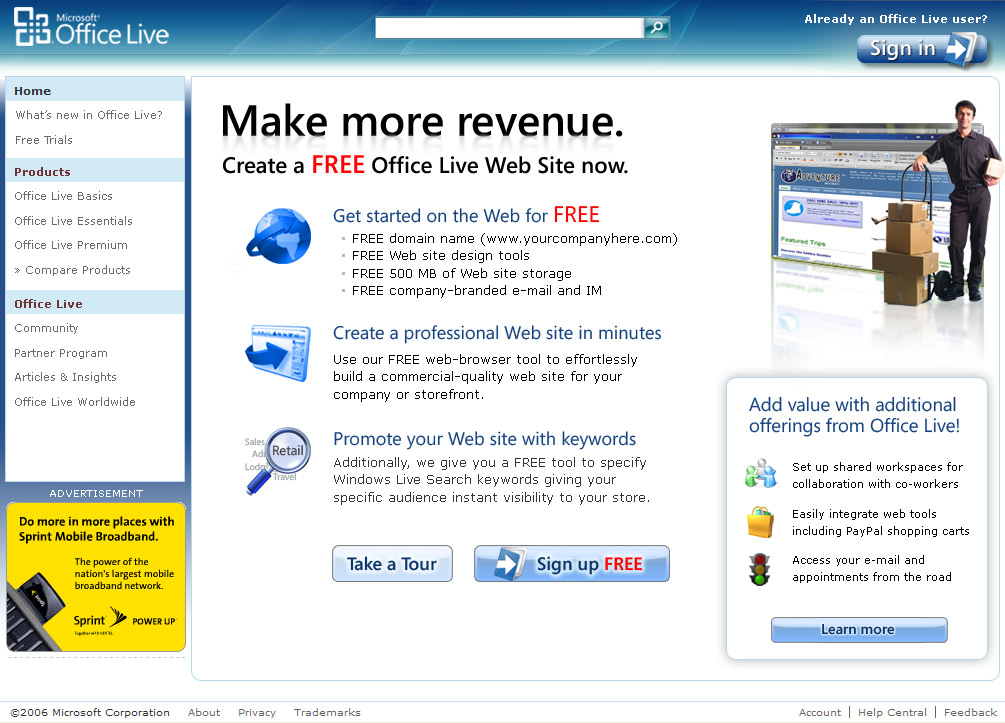 Microsoft®
Office Live
Already an Office Live user?
Sign in
Home
What's new in Office Live?
Free Trials
Products
Office Live Basics
Office Live Essentials
Office Live Premium
» Compare Products
Office Live
Community
Partner Program
Articles & Insights
Office Live Worldwide
ADVERTISEMENT
Do more in more places with
Sprint Mobile Broadband.
The power of the
nation's largest mobile
broadband network.
Sprint
POWER UP
Together with NEXTEL
Make more revenue.
Create a FREE Office Live Web Site now.
Get started on the Web for FREE
FREE domain name (www.yourcompanyhere.com)
FREE Web site design tools
FREE 500 MB of Web site storage
FREE company-branded e-mail and IM
Create a professional Web site in minutes
Use our FREE web-browser tool to effortlessly
build a commercial-quality web site for your
company or storefront.
Sales
Retail
Travel
Promote your Web site with keywords
Additionally, we give you a FREE tool to specify
Windows Live Search keywords giving your
specific audience instant visibility to your store.
Take a Tour
Sign up FREE
ADVENTURE
WORKS
Featured Trips
Add value with additional
offerings from Office Live!
Set up shared workspaces for
collaboration with co-workers
Easily integrate web tools
including PayPal shopping carts
Access your e-mail and
appointments from the road
Learn more
©2006 Microsoft Corporation
About
Privacy
Trademarks
Account
Help Central
Feedback